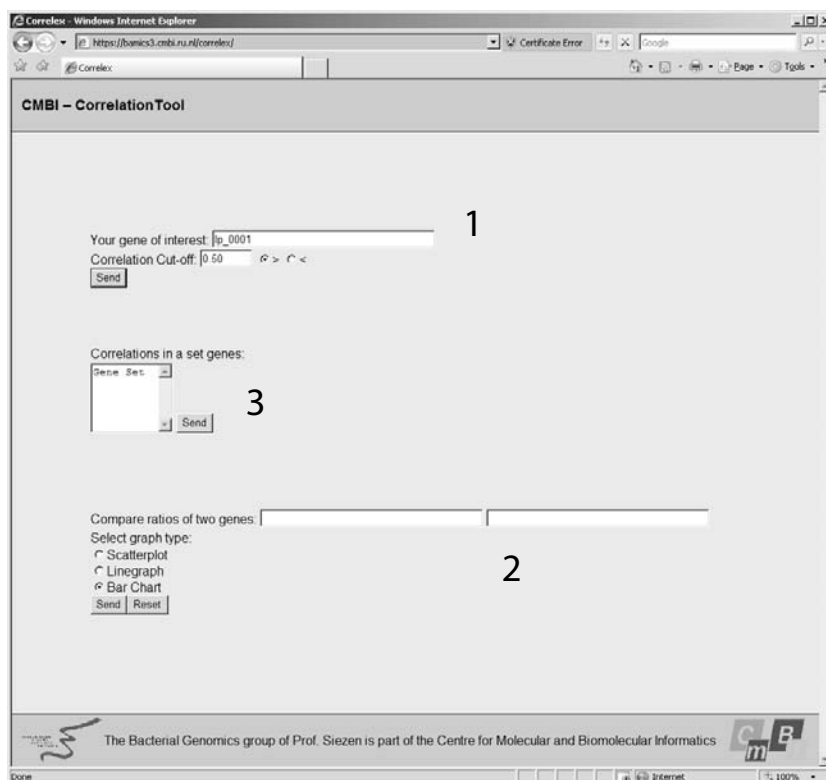 Correlex - Windows Internet Explorer
https://bamics3.cmbi.ru.nl/correlex/ Certificate Error Google
Correlex Page Tools
CMBI – CorrelationTool
1
Your gene of interest: lp_0001
Correlation Cut-off: 0.50 > <
Send
Correlations in a set genes:
Gene Set
3
Send
Compare ratios of two genes:
Select graph type:
Scatterplot
2
Linegraph
Bar Chart
Send Reset
The Bacterial Genomics group of Prof. Siezen is part of the Centre for Molecular and Biomolecular Informatics
CmB
Done Internet 100%